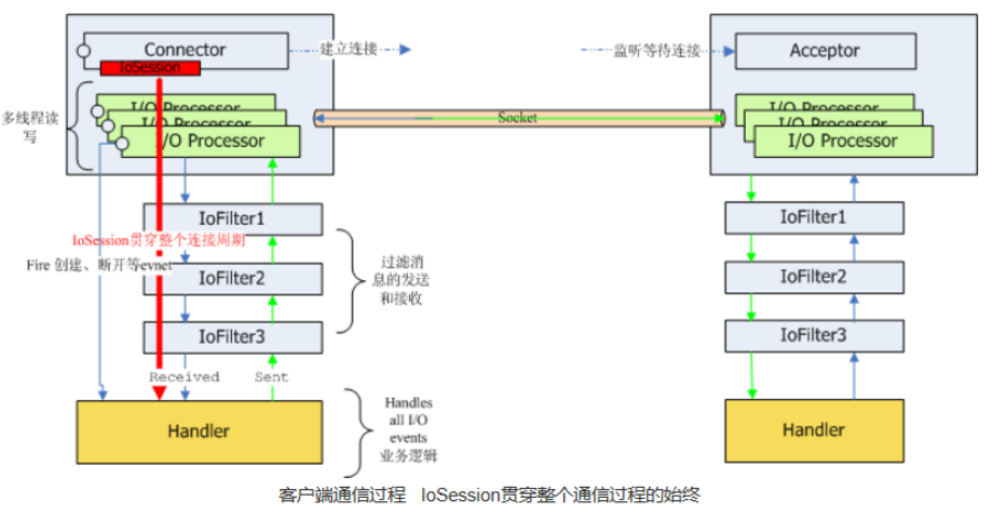 Connector
IoSession
建立连接
监听等待连接
Acceptor
多线程读
写
I/O Processor
I/O Processor
I/O Processor
Socket
I/O Processor
I/O Processor
I/O Processor
IoFilter1
IoSession贯穿整个连接周期
Fire 创建、断开等evnet
IoFilter2
IoFilter3
过滤消
息的发送
和接收
Received
Sent
Handler
Handles
all I/O
events
业务逻辑
IoFilter1
IoFilter2
IoFilter3
Handler
客户端通信过程 IoSession贯穿整个通信过程的始终